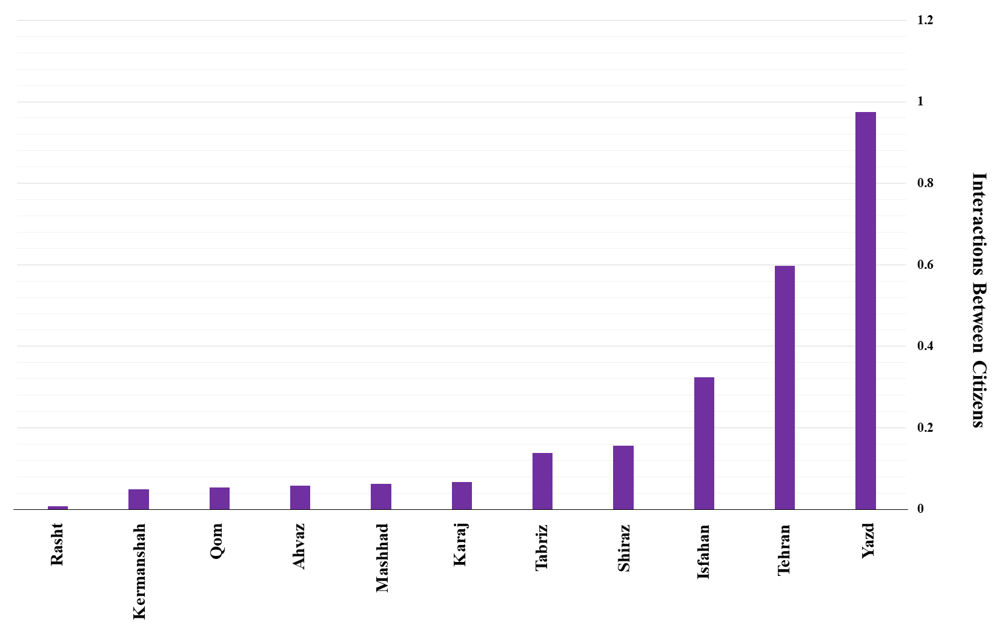 1.2
1
0.8
0.6
0.4
0.2
0
Interactions Between Citizens
Rasht
Kermanshah
Qom
Ahvaz
Mashhad
Karaj
Tabriz
Shiraz
Isfahan
Tehran
Yazd